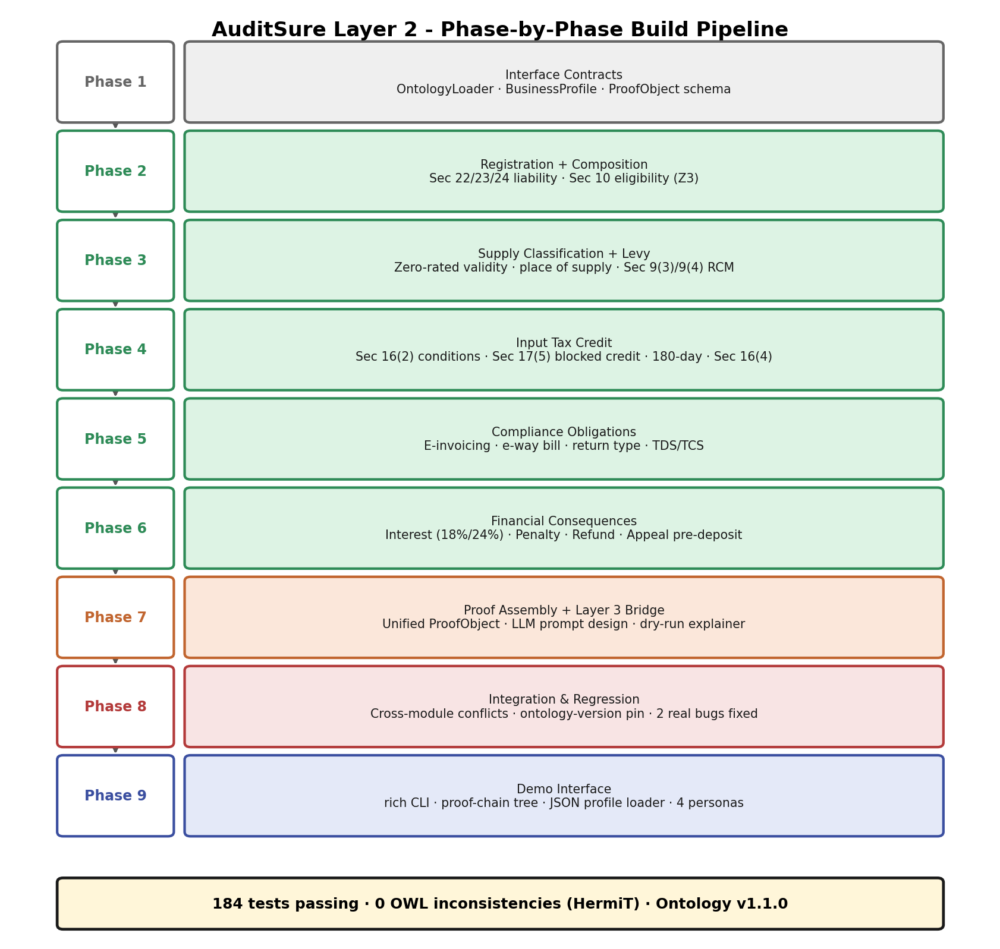 AuditSure Layer 2 - Phase-by-Phase Build Pipeline
Phase 1
Interface Contracts
OntologyLoader · BusinessProfile · ProofObject schema
Phase 2
Registration + Composition
Sec 22/23/24 liability · Sec 10 eligibility (Z3)
Phase 3
Supply Classification + Levy
Zero-rated validity · place of supply · Sec 9(3)/9(4) RCM
Phase 4
Input Tax Credit
Sec 16(2) conditions · Sec 17(5) blocked credit · 180-day · Sec 16(4)
Phase 5
Compliance Obligations
E-invoicing · e-way bill · return type · TDS/TCS
Phase 6
Financial Consequences
Interest (18%/24%) · Penalty · Refund · Appeal pre-deposit
Phase 7
Proof Assembly + Layer 3 Bridge
Unified ProofObject · LLM prompt design · dry-run explainer
Phase 8
Integration & Regression
Cross-module conflicts · ontology-version pin · 2 real bugs fixed
Phase 9
Demo Interface
rich CLI · proof-chain tree · JSON profile loader · 4 personas
184 tests passing · 0 OWL inconsistencies (HermiT) · Ontology v1.1.0